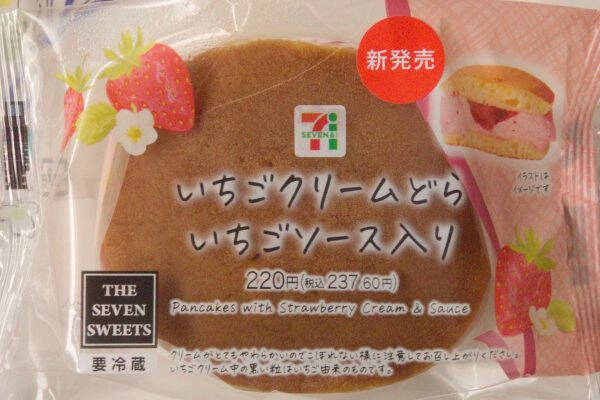 新発売
SEVEN&i
イラストは
イメージです
いちごクリームどら
いちごソース入り
220円(税込237.60円)
Pancakes with Strawberry Cream & Sauce
THE
SEVEN
SWEETS
要冷蔵
クリームがとてもやわらかいのでこぼれない様に注意してお召し上がりください。
いちごクリーム中の黒い粒はいちご由来のものです。